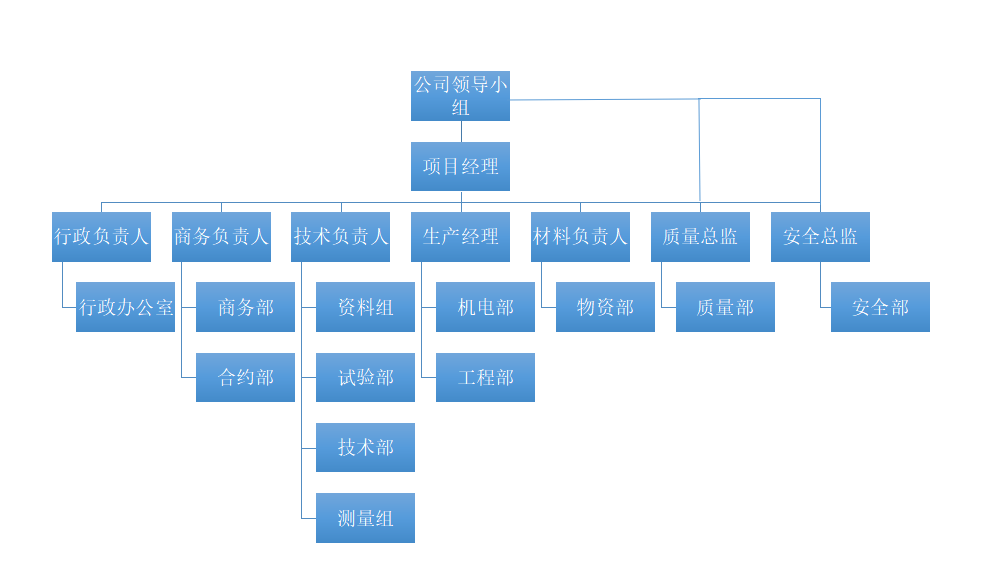 公司领导小
组
项目经理
行政负责人
商务负责人
技术负责人
生产经理
材料负责人
质量总监
安全总监
行政办公室
商务部
资料组
机电部
物资部
质量部
安全部
合约部
试验部
工程部
技术部
测量组